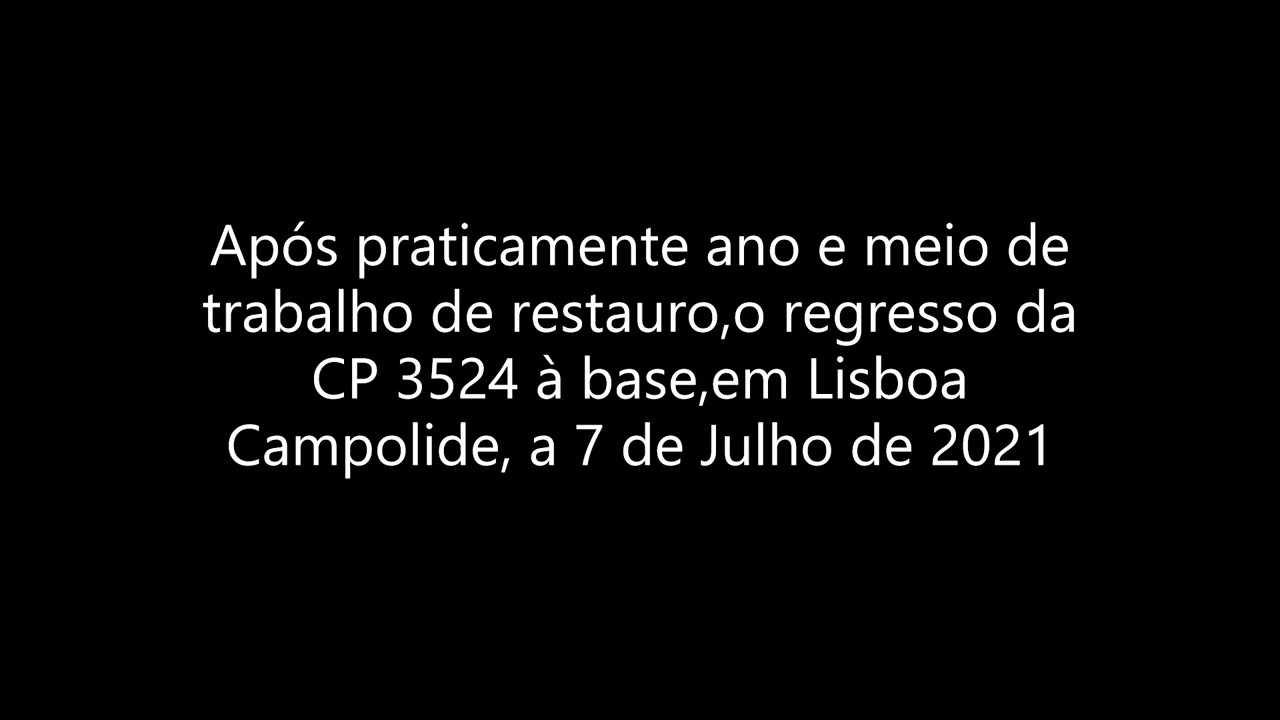 Após praticamente ano e meio de
trabalho de restauro,o regresso da
CP 3524 à base,em Lisboa
Campolide, a 7 de Julho de 2021